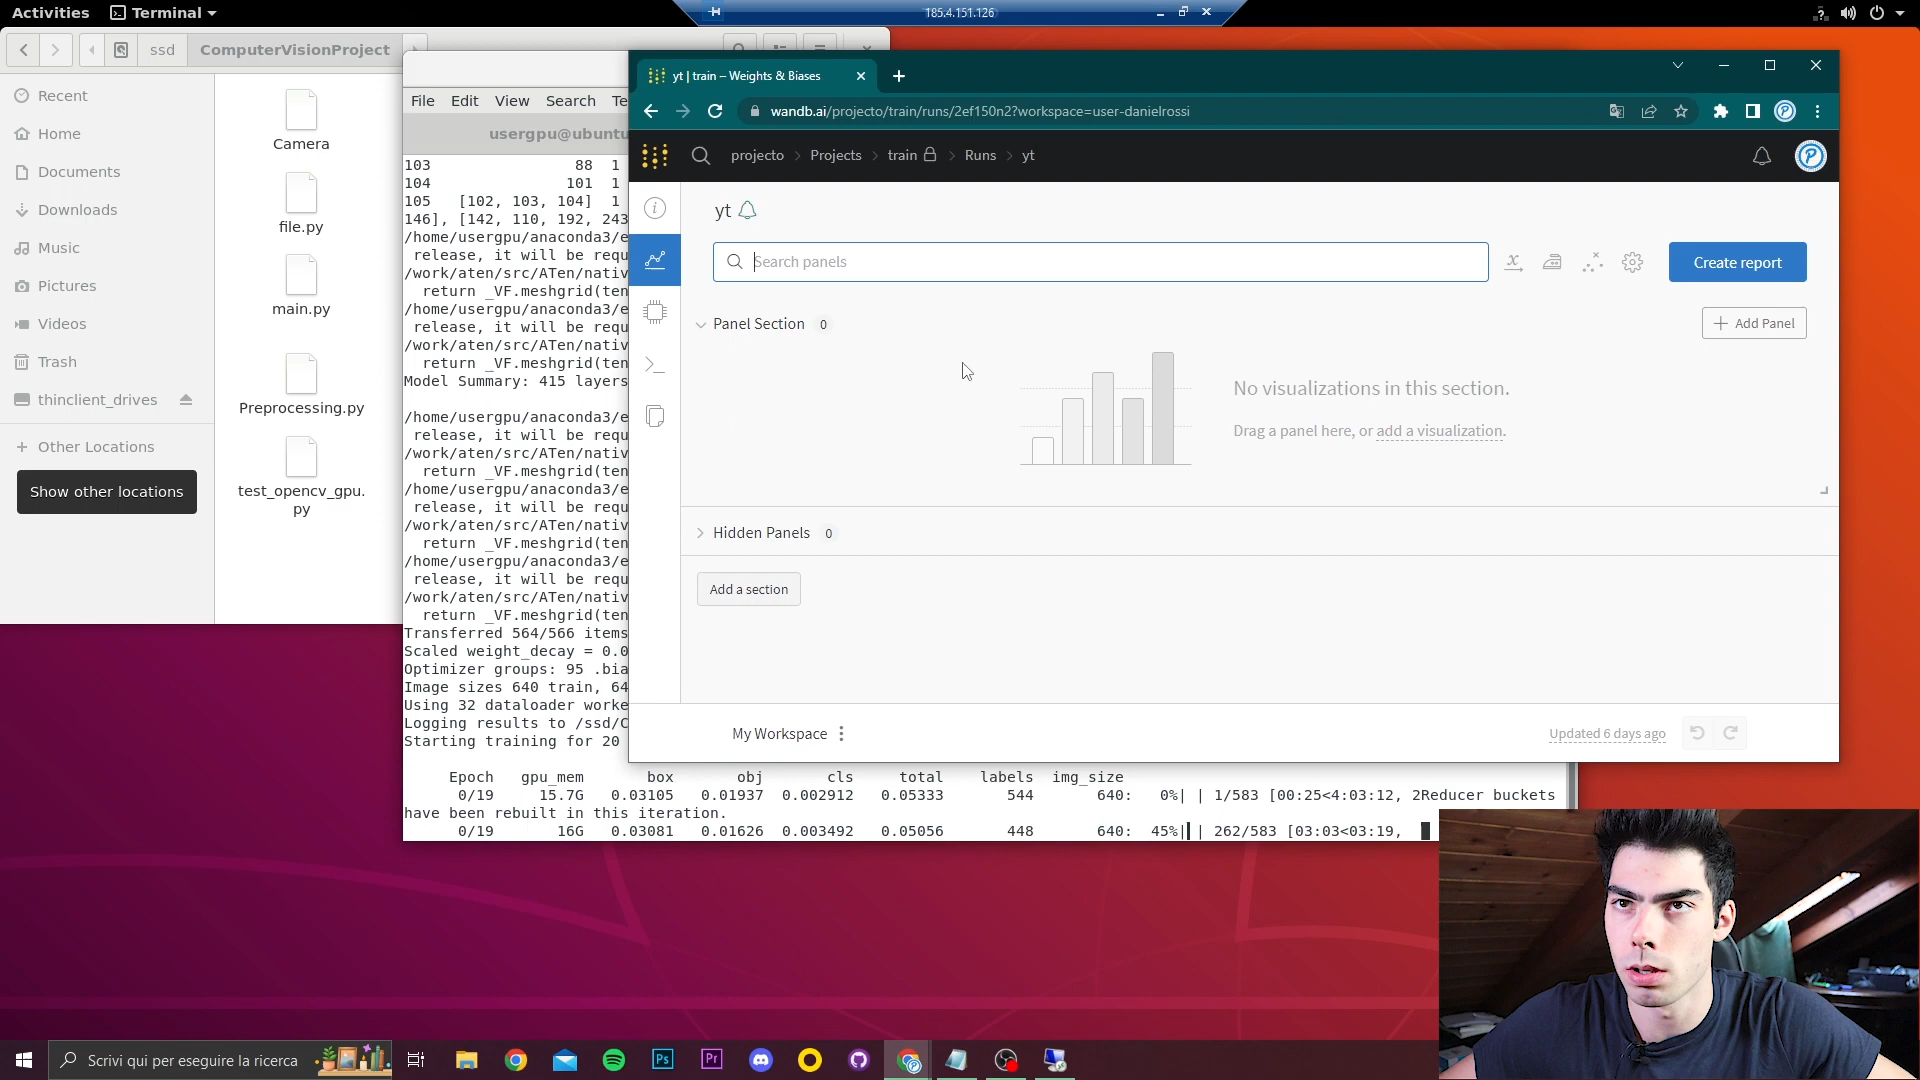 Activities
Terminal
185.4.151.126
ssd
ComputerVisionProject
Recent
Home
Documents
Downloads
Music
Pictures
Videos
Trash
thinclient_drives
Other Locations
Show other locations
Camera
file.py
main.py
Preprocessing.py
test_opencv_gpu.
py
File Edit View Search Te
usergpu@ubuntu
103 88 1
104 101 1
105 [102, 103, 104] 1
146], [142, 110, 192, 243
/home/usergpu/anaconda3/e
release, it will be requ
/work/aten/src/ATen/nativ
return _VF.meshgrid(ten
/home/usergpu/anaconda3/e
release, it will be requ
/work/aten/src/ATen/nativ
return _VF.meshgrid(ten
Model Summary: 415 layers
/home/usergpu/anaconda3/e
release, it will be requ
/work/aten/src/ATen/nativ
return _VF.meshgrid(ten
/home/usergpu/anaconda3/e
release, it will be requ
/work/aten/src/ATen/nativ
return _VF.meshgrid(ten
/home/usergpu/anaconda3/e
release, it will be requ
/work/aten/src/ATen/nativ
return _VF.meshgrid(ten
Transferred 564/566 items
Scaled weight_decay = 0.0
Optimizer groups: 95 .bia
Image sizes 640 train, 64
Using 32 dataloader worke
Logging results to /ssd/C
Starting training for 20
Epoch gpu_mem box obj cls total labels img_size
0/19 15.7G 0.03105 0.01937 0.002912 0.05333 544 640: 0%| | 1/583 [00:25<4:03:12, 2Reducer buckets
have been rebuilt in this iteration.
0/19 16G 0.03081 0.01626 0.003492 0.05056 448 640: 45%| | 262/583 [03:03<03:19,
yt | train – Weights & Biases
wandb.ai/projecto/train/runs/2ef150n2?workspace=user-danielrossi
projecto > Projects > train > Runs > yt
yt
Search panels
Create report
Panel Section 0
Add Panel
No visualizations in this section.
Drag a panel here, or add a visualization.
Hidden Panels 0
Add a section
My Workspace
Updated 6 days ago
Scrivi qui per eseguire la ricerca
Ps
Pr